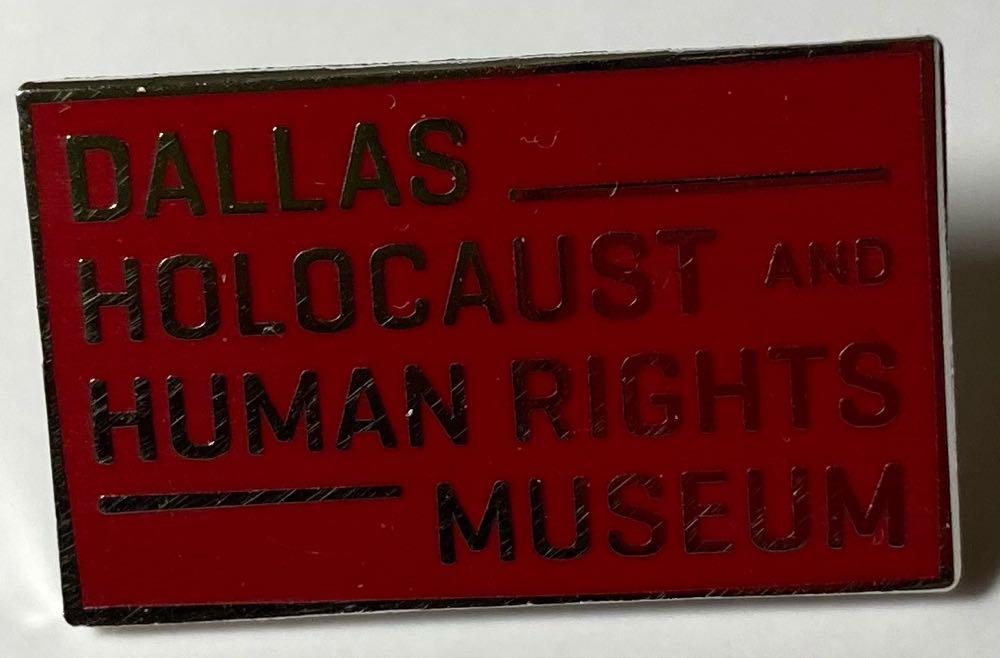 DALLAS
HOLOCAUST AND
HUMAN RIGHTS
MUSEUM